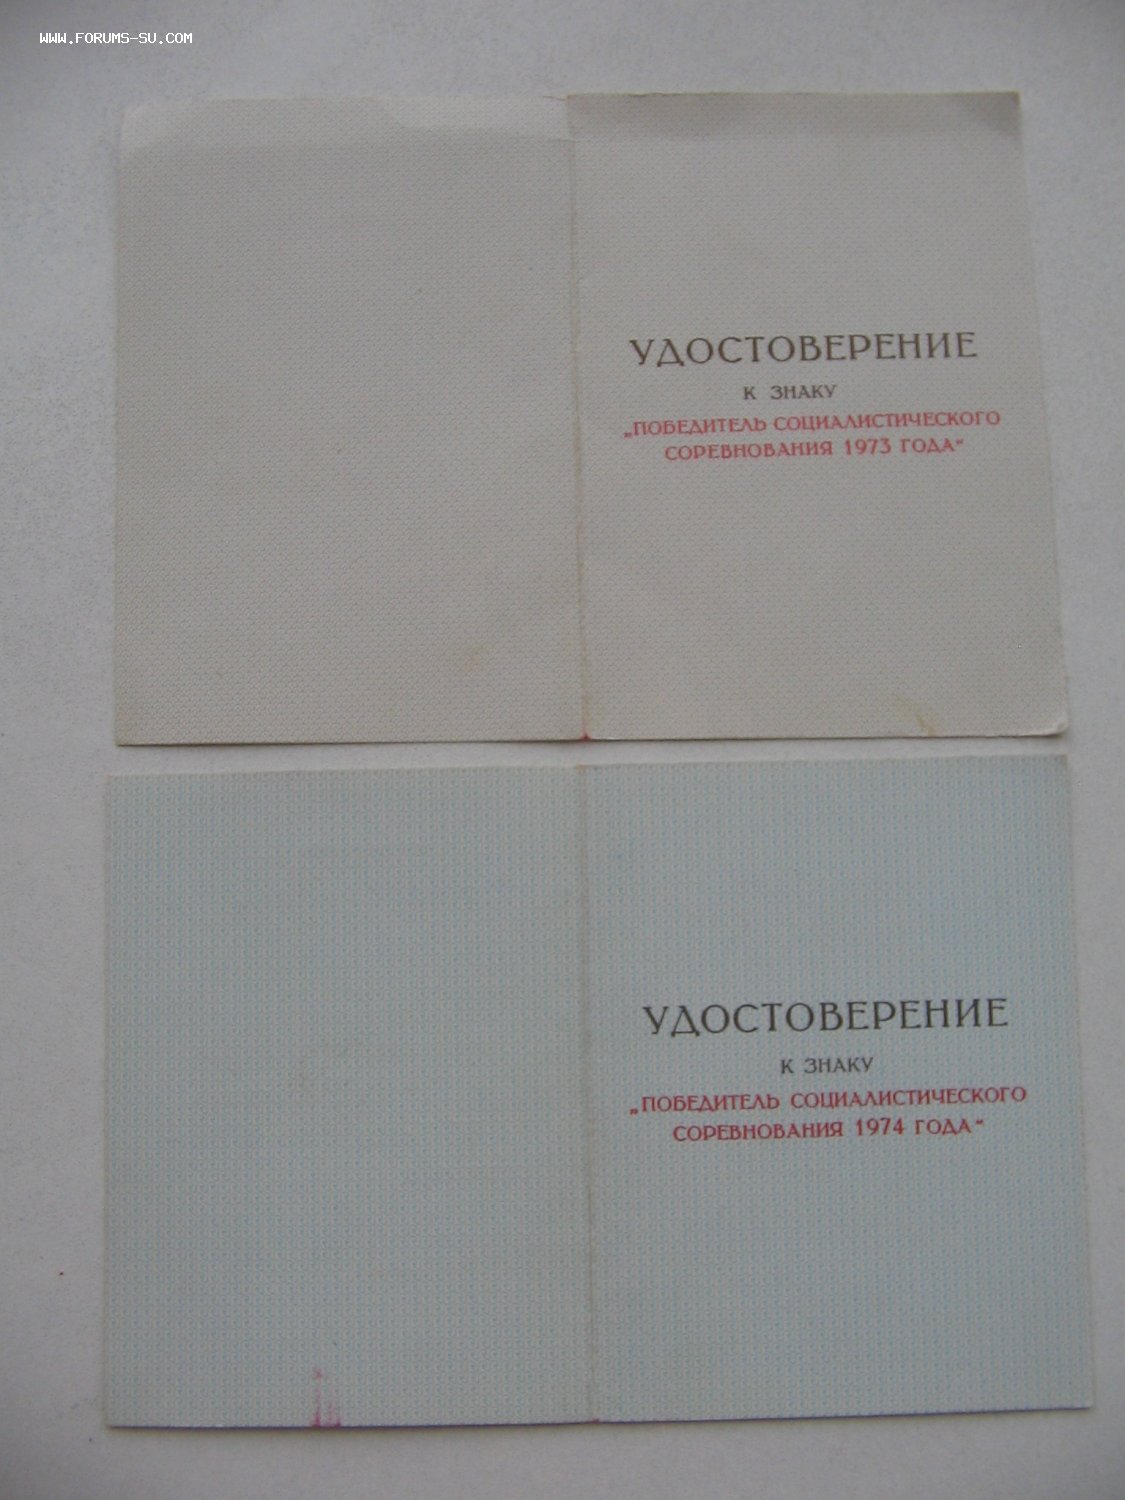 WWW.FORUMS-SU.COM
УДОСТОВЕРЕНИЕ
К ЗНАКУ
„ПОБЕДИТЕЛЬ СОЦИАЛИСТИЧЕСКОГО
СОРЕВНОВАНИЯ 1973 ГОДА“
УДОСТОВЕРЕНИЕ
К ЗНАКУ
„ПОБЕДИТЕЛЬ СОЦИАЛИСТИЧЕСКОГО
СОРЕВНОВАНИЯ 1974 ГОДА“